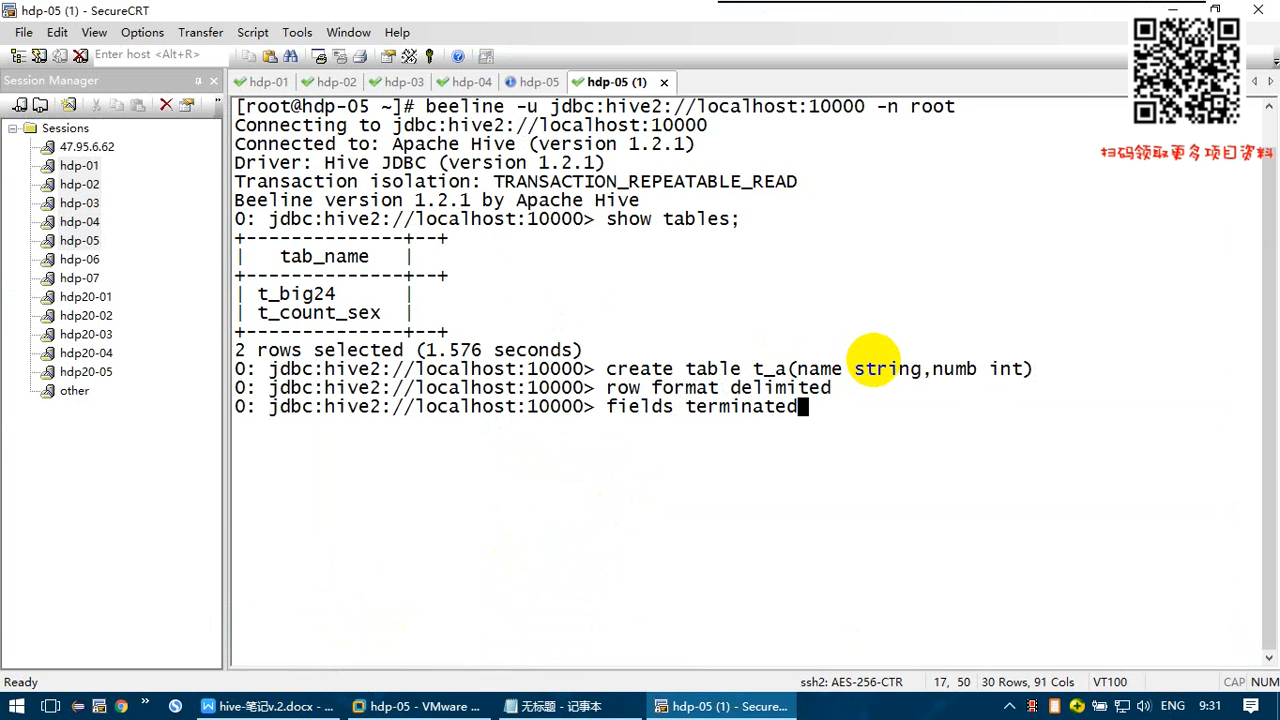 hdp-05 (1) - SecureCRT
File Edit View Options Transfer Script Tools Window Help
Enter host <Alt+R>
Session Manager
hdp-01 hdp-02 hdp-03 hdp-04 hdp-05 hdp-05 (1)
扫码领取更多项目资料
Sessions
47.95.6.62
hdp-01
hdp-02
hdp-03
hdp-04
hdp-05
hdp-06
hdp-07
hdp20-01
hdp20-02
hdp20-03
hdp20-04
hdp20-05
other
[root@hdp-05 ~]# beeline -u jdbc:hive2://localhost:10000 -n root
Connecting to jdbc:hive2://localhost:10000
Connected to: Apache Hive (version 1.2.1)
Driver: Hive JDBC (version 1.2.1)
Transaction isolation: TRANSACTION_REPEATABLE_READ
Beeline version 1.2.1 by Apache Hive
0: jdbc:hive2://localhost:10000> show tables;
+--------------+--+
|   tab_name   |
+--------------+--+
| t_big24      |
| t_count_sex  |
+--------------+--+
2 rows selected (1.576 seconds)
0: jdbc:hive2://localhost:10000> create table t_a(name string,numb int)
0: jdbc:hive2://localhost:10000> row format delimited
0: jdbc:hive2://localhost:10000> fields terminated
Ready ssh2: AES-256-CTR 17, 50 30 Rows, 91 Cols VT100 CAP NUM
hive-笔记v.2.docx - ... hdp-05 - VMware ... 无标题 - 记事本 hdp-05 (1) - Secure... 9:31